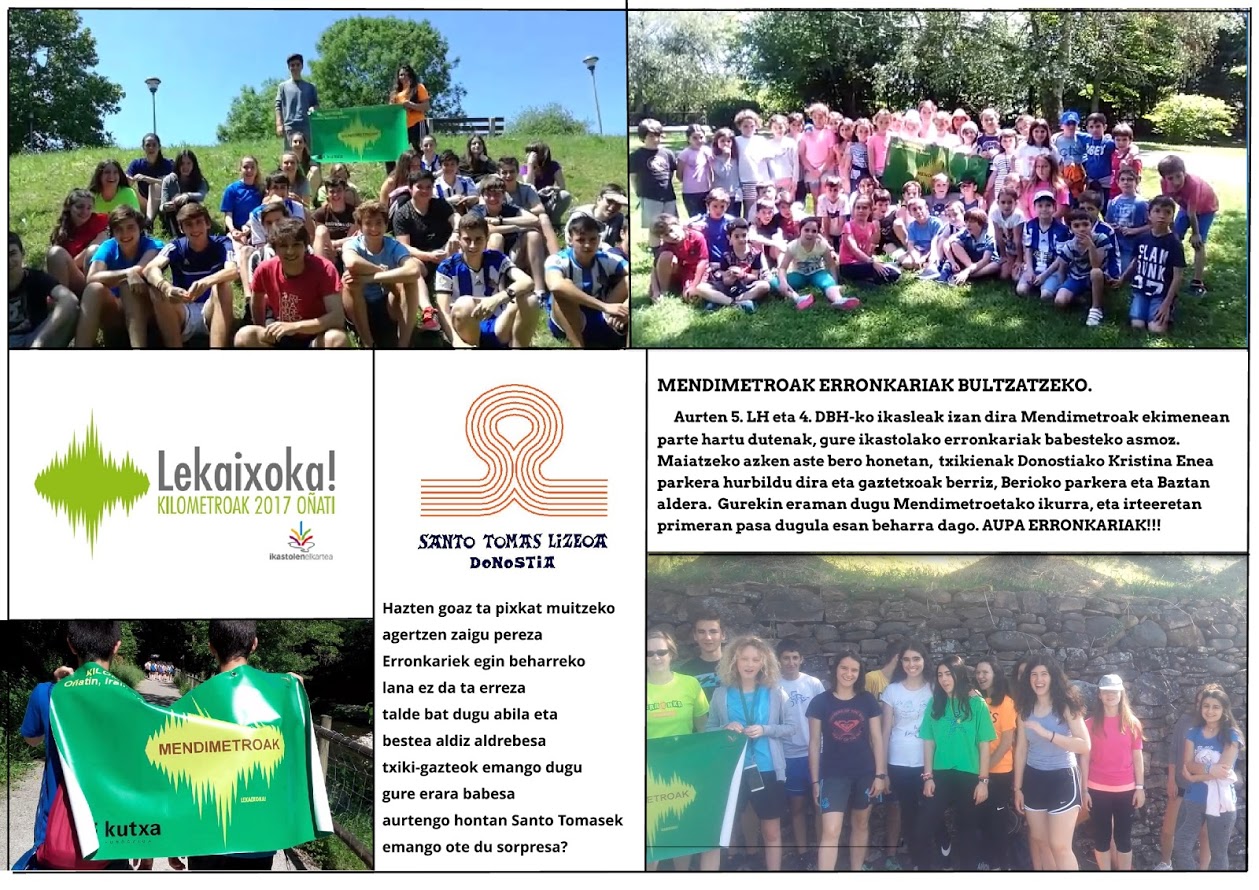 MENDIMETROAK
Lekaixoka!
KILOMETROAK 2017 OÑATI
ikastolenelkartea
SANTO TOMAS LiZEOA
DONOSTiA
MENDIMETROAK ERRONKARIAK BULTZATZEKO.
Aurten 5. LH eta 4. DBH-ko ikasleak izan dira Mendimetroak ekimenean
parte hartu dutenak, gure ikastolako erronkariak babesteko asmoz.
Maiatzeko azken aste bero honetan, txikienak Donostiako Kristina Enea
parkera hurbildu dira eta gaztetxoak berriz, Berioko parkera eta Baztan
aldera. Gurekin eraman dugu Mendimetroetako ikurra, eta irteeretan
primeran pasa dugula esan beharra dago. AUPA ERRONKARIAK!!!
Hazten goaz ta pixkat muitzeko
agertzen zaigu pereza
Erronkariek egin beharreko
lana ez da ta erreza
talde bat dugu abila eta
bestea aldiz aldrebesa
txiki-gazteok emango dugu
gure erara babesa
aurtengo hontan Santo Tomasek
emango ote du sorpresa?
Oñatin,
MENDIMETROAK
kutxa
METROAK